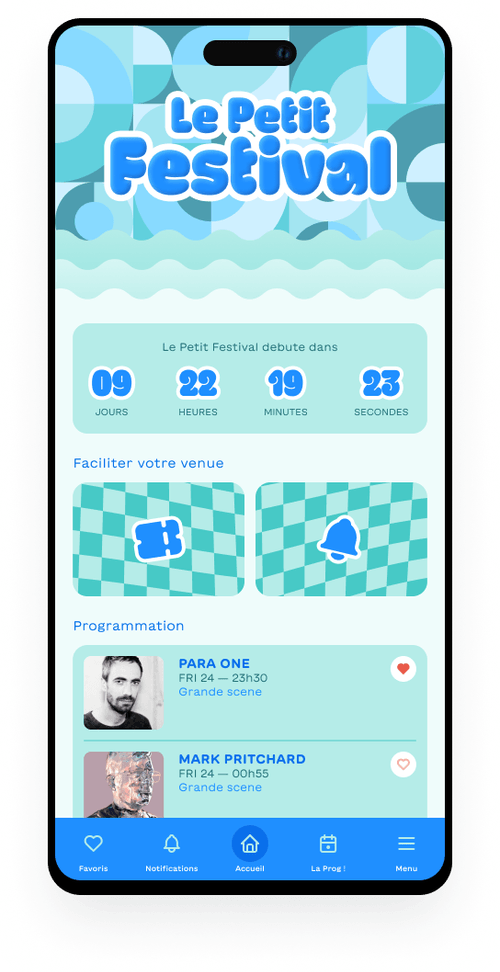 Le Petit
Festival
Le Petit Festival debute dans
09 22 19 23
JOURS HEURES MINUTES SECONDES
Faciliter votre venue
Programmation
PARA ONE
FRI 24 — 23h30
Grande scene
MARK PRITCHARD
FRI 24 — 00h55
Grande scene
Favoris Notifications Accueil La Prog ! Menu